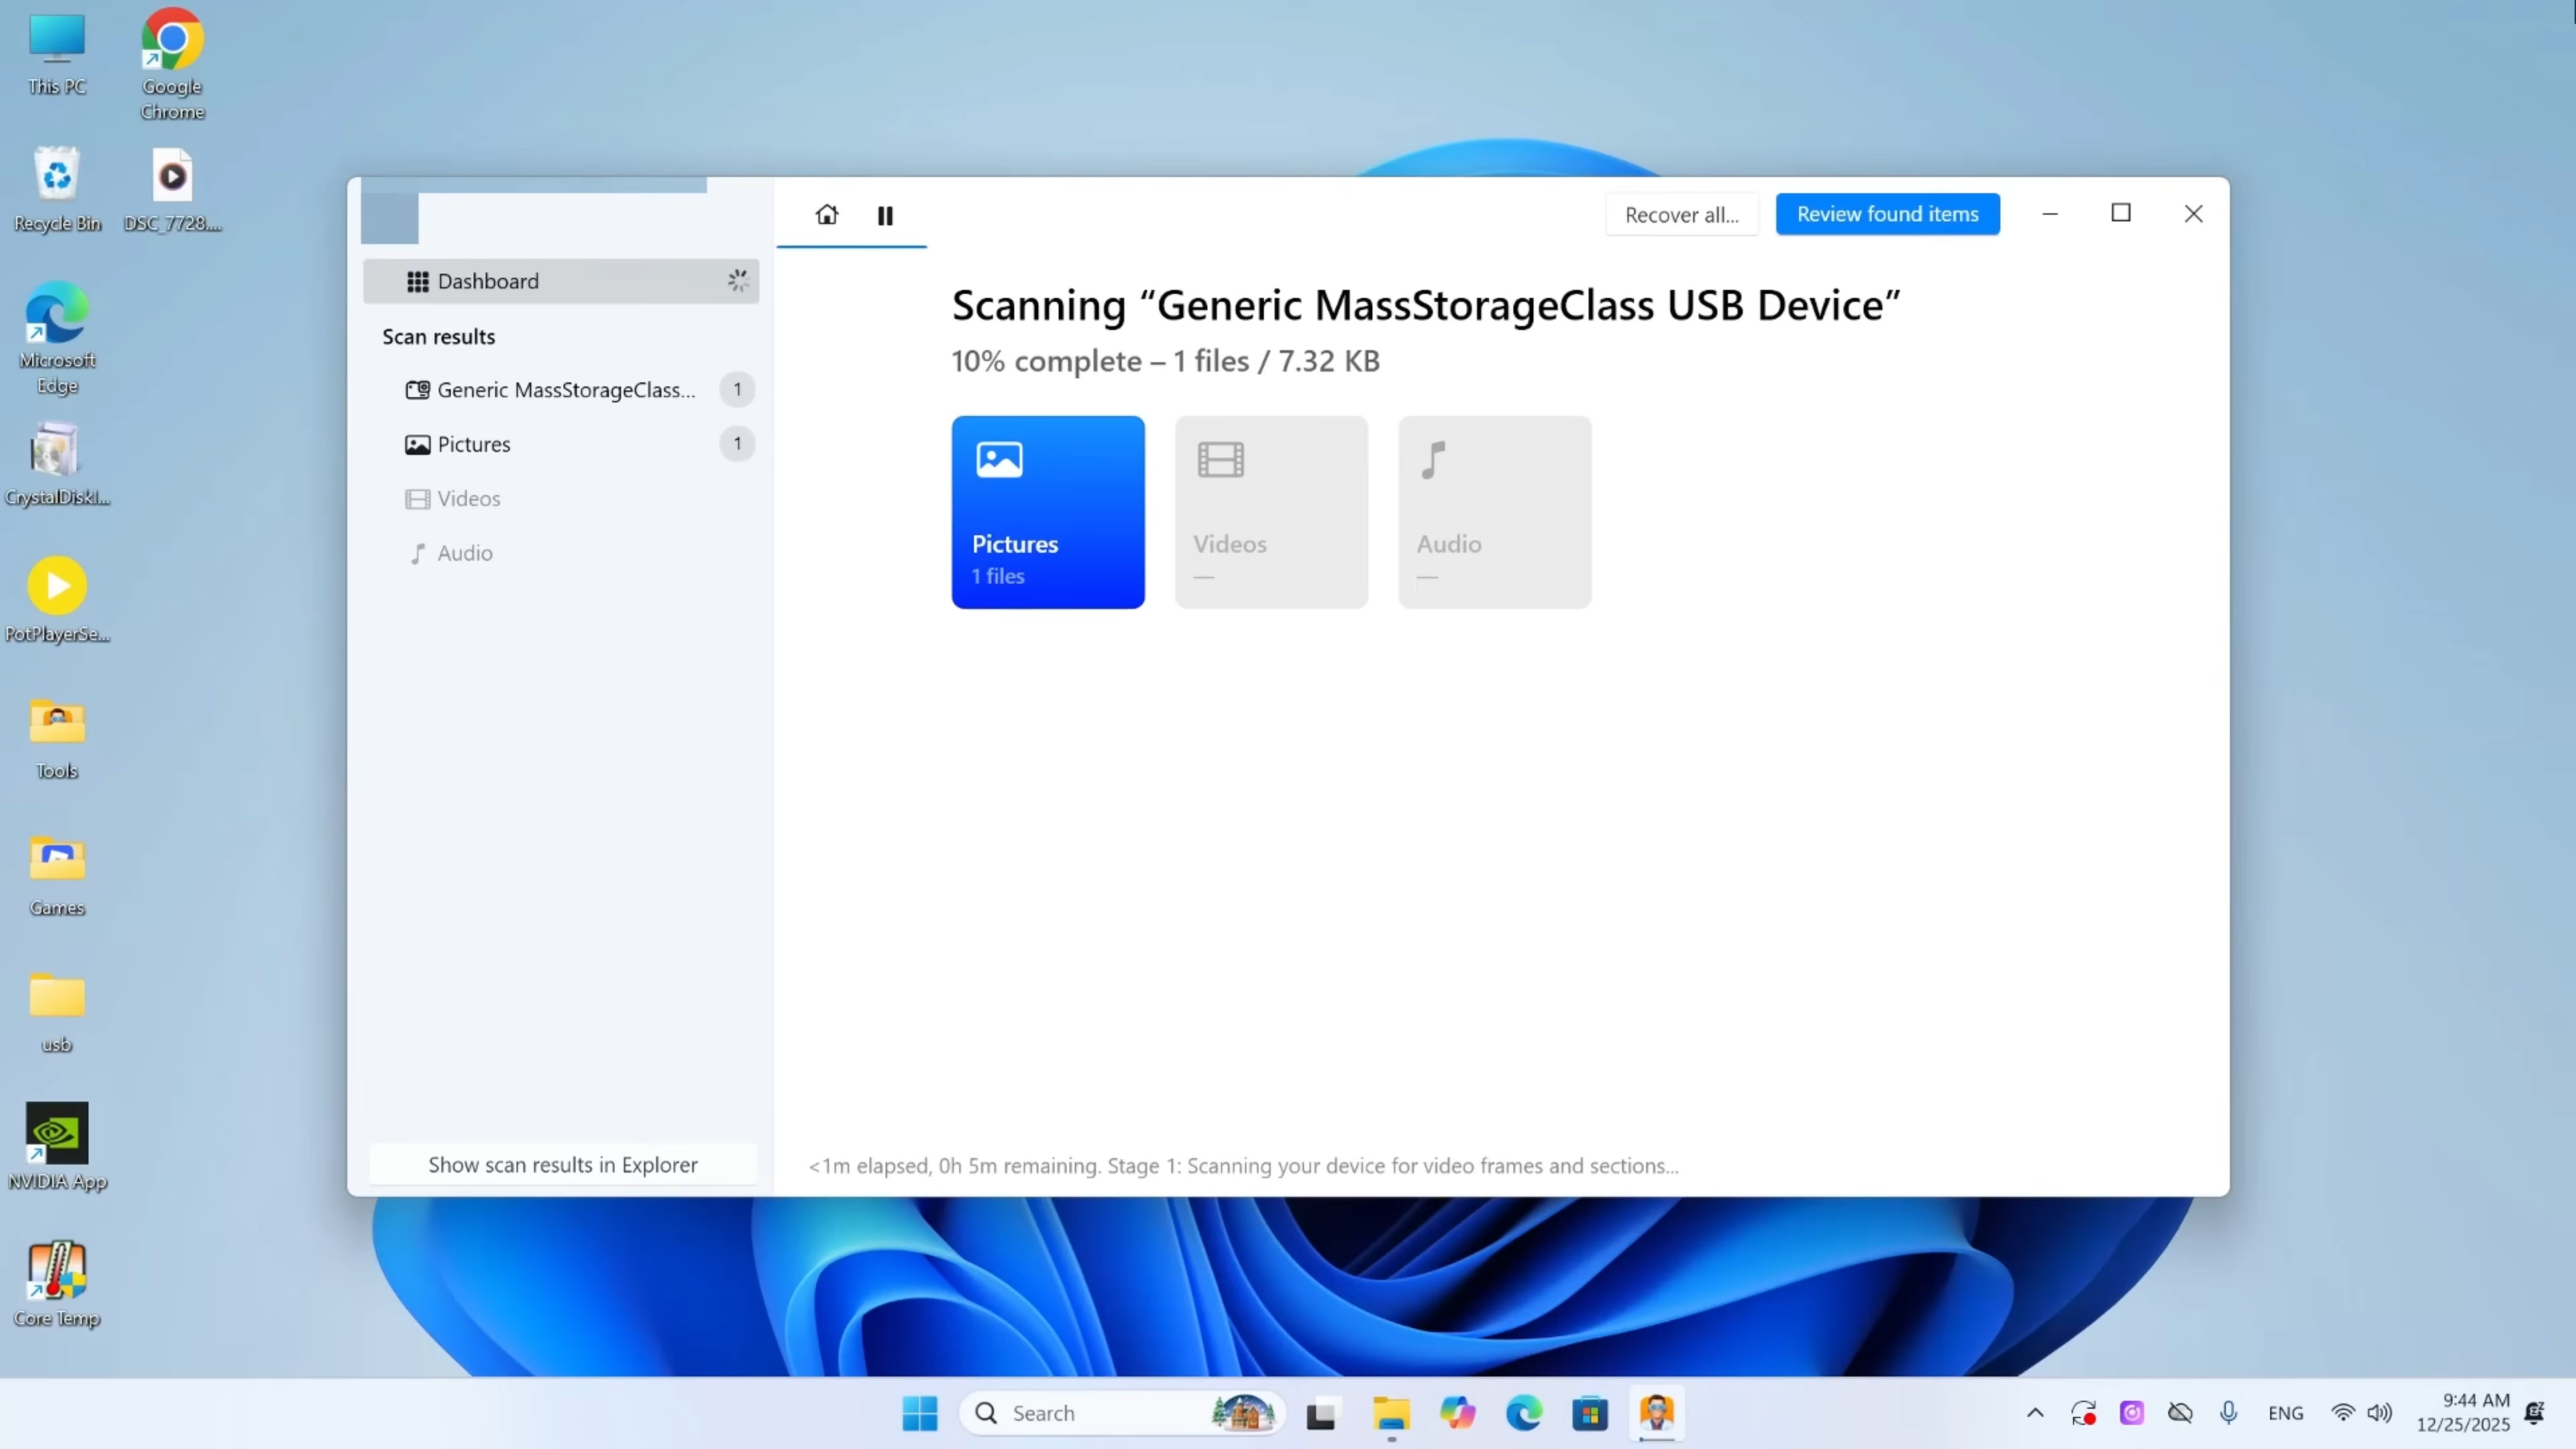 This PC
Google
Chrome
Recycle Bin
DSC_7728....
Microsoft
Edge
CrystalDiskI...
PotPlayerSe...
Tools
Games
usb
NVIDIA App
Core Temp
Recover all...
Review found items
Dashboard
Scan results
Generic MassStorageClass...
1
Pictures
1
Videos
Audio
Show scan results in Explorer
Scanning “Generic MassStorageClass USB Device”
10% complete – 1 files / 7.32 KB
Pictures
1 files
Videos
—
Audio
—
<1m elapsed, 0h 5m remaining. Stage 1: Scanning your device for video frames and sections...
Search
ENG
9:44 AM
12/25/2025